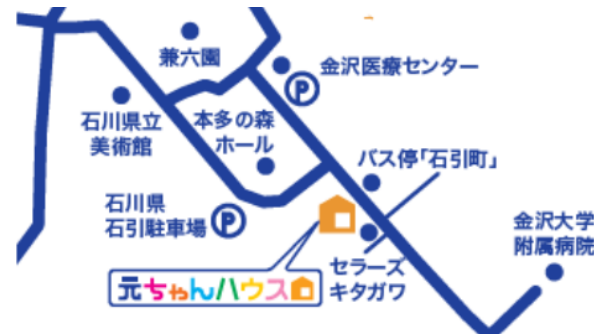 兼六園
金沢医療センター
P
石川県立
美術館
本多の森
ホール
バス停「石引町」
石川県
石引駐車場
P
金沢大学
附属病院
セラーズ
キタガワ
元ちゃんハウス